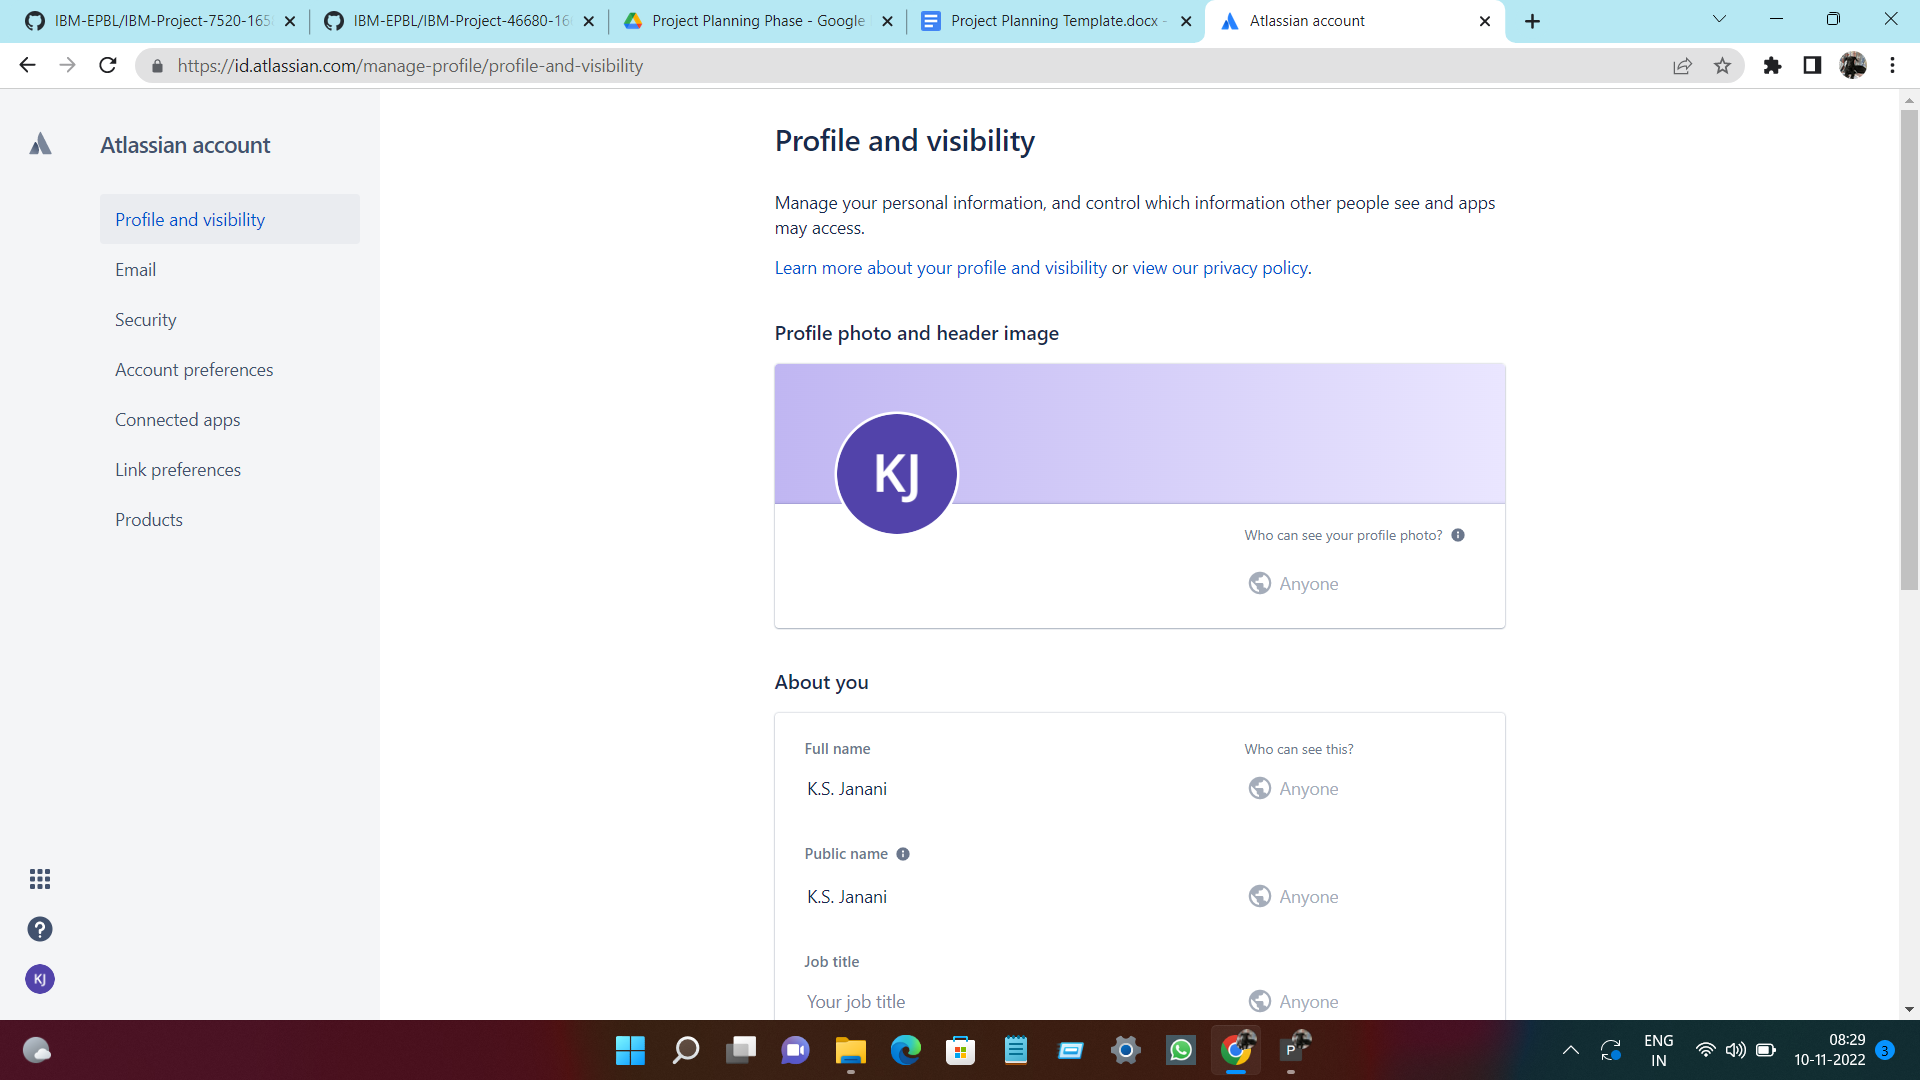 IBM-EPBL/IBM-Project-7520-165
IBM-EPBL/IBM-Project-46680-16
Project Planning Phase - Google
Project Planning Template.docx -
Atlassian account
https://id.atlassian.com/manage-profile/profile-and-visibility
Atlassian account
Profile and visibility
Email
Security
Account preferences
Connected apps
Link preferences
Products
KJ
Profile and visibility
Manage your personal information, and control which information other people see and apps
may access.
Learn more about your profile and visibility or view our privacy policy.
Profile photo and header image
KJ
Who can see your profile photo?
Anyone
About you
Full name
Who can see this?
K.S. Janani
Anyone
Public name
K.S. Janani
Anyone
Job title
Your job title
Anyone
P
ENG
IN
08:29
10-11-2022
3